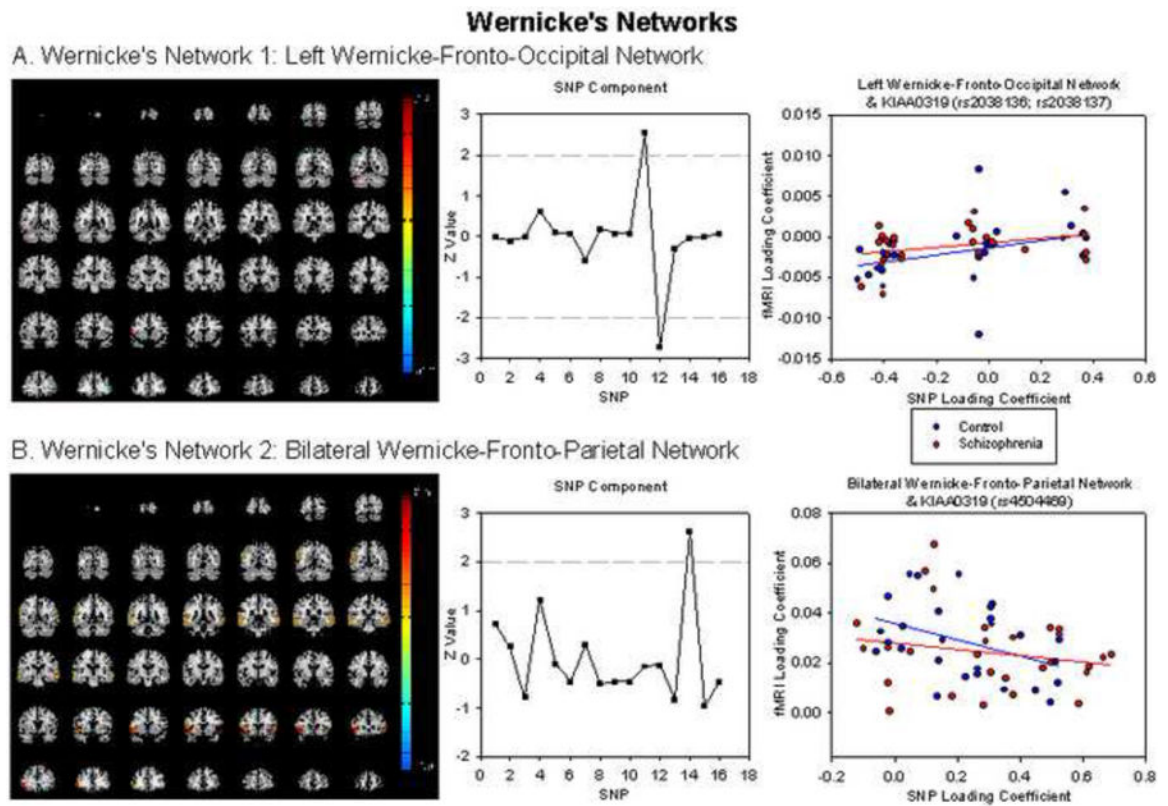 Wernicke's Networks
A. Wernicke's Network 1: Left Wernicke-Fronto-Occipital Network
SNP Component
3
2
1
0
-1
-2
-3
Z Value
0 2 4 6 8 10 12 14 16 18
SNP
Left Wernicke-Fronto-Occipital Network
& KIAA0319 (rs2038136; rs2038137)
0.015
0.010
0.005
0.000
-0.005
-0.010
-0.015
fMRI Loading Coefficient
-0.6 -0.4 -0.2 0.0 0.2 0.4 0.6
SNP Loading Coefficient
Control
Schizophrenia
B. Wernicke's Network 2: Bilateral Wernicke-Fronto-Parietal Network
SNP Component
3
2
1
0
-1
-2
Z Value
0 2 4 6 8 10 12 14 16 18
SNP
Bilateral Wernicke-Fronto-Parietal Network
& KIAA0319 (rs4504469)
0.08
0.06
0.04
0.02
0.00
fMRI Loading Coefficient
-0.2 0.0 0.2 0.4 0.6 0.8
SNP Loading Coefficient